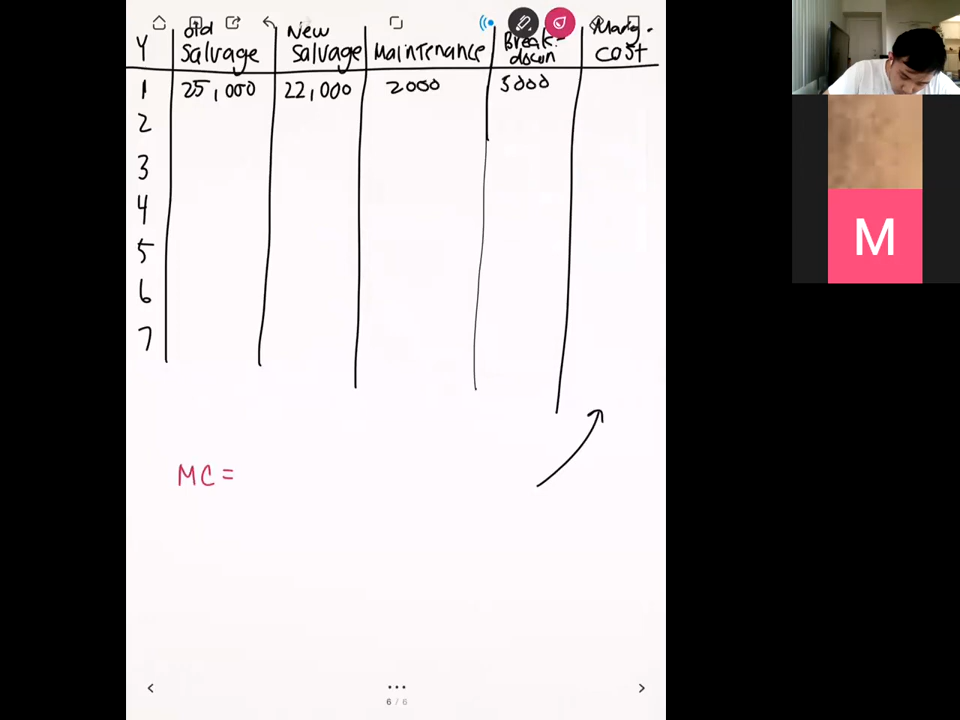 Y | old Salvage | New Salvage | Maintenance | Break-down | Marg. cost
1 | 25,000 | 22,000 | 2000 | 5000
2
3
4
5
6
7
MC =
6 / 6
M